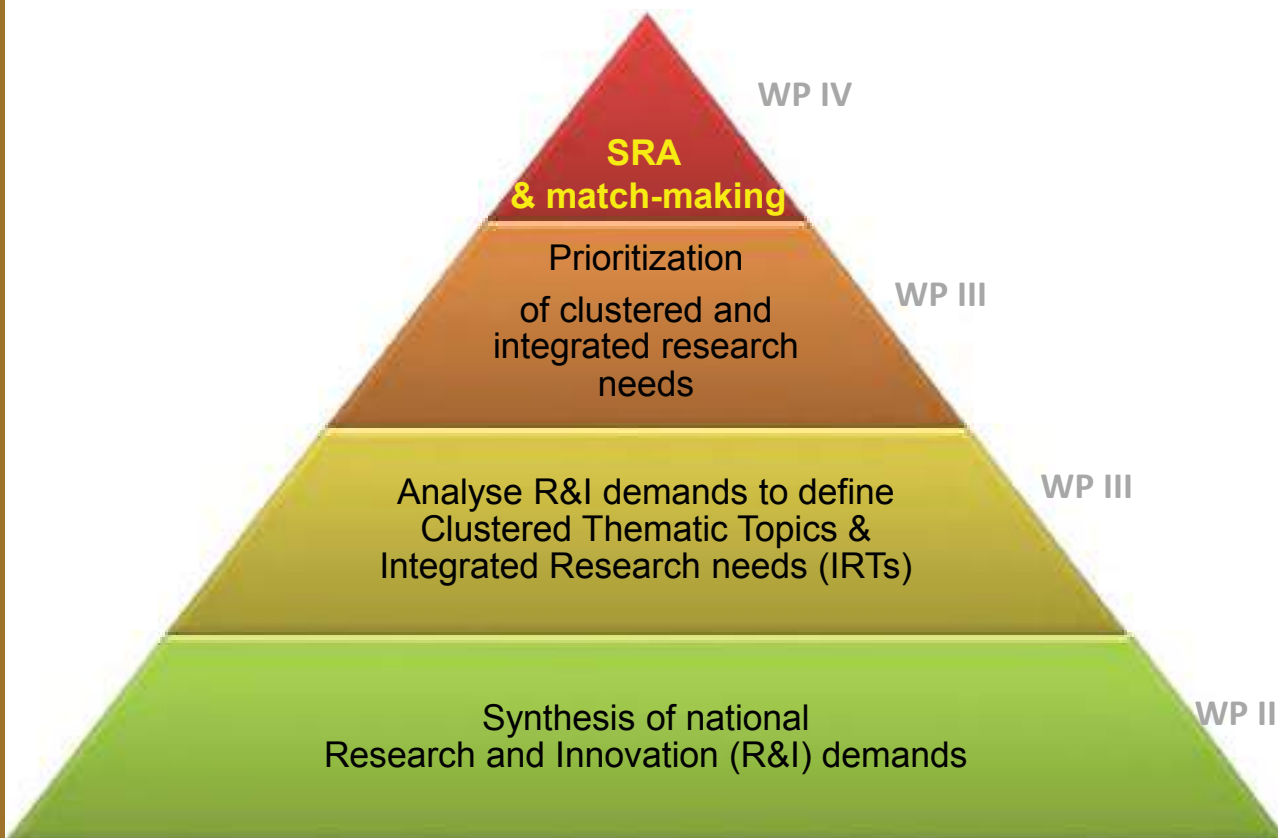 WP IV
SRA
& match-making
Prioritization
of clustered and
integrated research
needs
WP III
Analyse R&I demands to define
Clustered Thematic Topics &
Integrated Research needs (IRTs)
WP III
Synthesis of national
Research and Innovation (R&I) demands
WP II